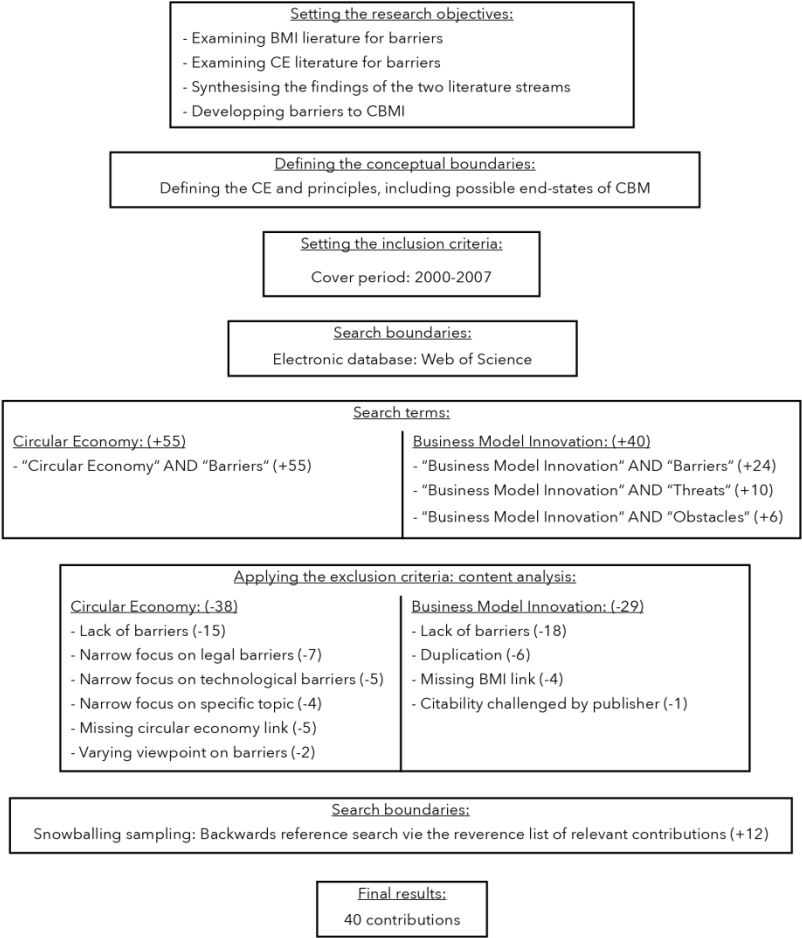 Setting the research objectives:
- Examining BMI lierature for barriers
- Examining CE literature for barriers
- Synthesising the findings of the two literature streams
- Developping barriers to CBMI
Defining the conceptual boundaries:
Defining the CE and principles, including possible end-states of CBM
Setting the inclusion criteria:
Cover period: 2000-2007
Search boundaries:
Electronic database: Web of Science
Search terms:
Circular Economy: (+55)
- “Circular Economy“ AND “Barriers“ (+55)
Business Model Innovation: (+40)
- “Business Model Innovation“ AND “Barriers“ (+24)
- “Business Model Innovation“ AND “Threats“ (+10)
- “Business Model Innovation“ AND “Obstacles“ (+6)
Applying the exclusion criteria: content analysis:
Circular Economy: (-38)
- Lack of barriers (-15)
- Narrow focus on legal barriers (-7)
- Narrow focus on technological barriers (-5)
- Narrow focus on specific topic (-4)
- Missing circular economy link (-5)
- Varying viewpoint on barriers (-2)
Business Model Innovation: (-29)
- Lack of barriers (-18)
- Duplication (-6)
- Missing BMI link (-4)
- Citability challenged by publisher (-1)
Search boundaries:
Snowballing sampling: Backwards reference search vie the reverence list of relevant contributions (+12)
Final results:
40 contributions